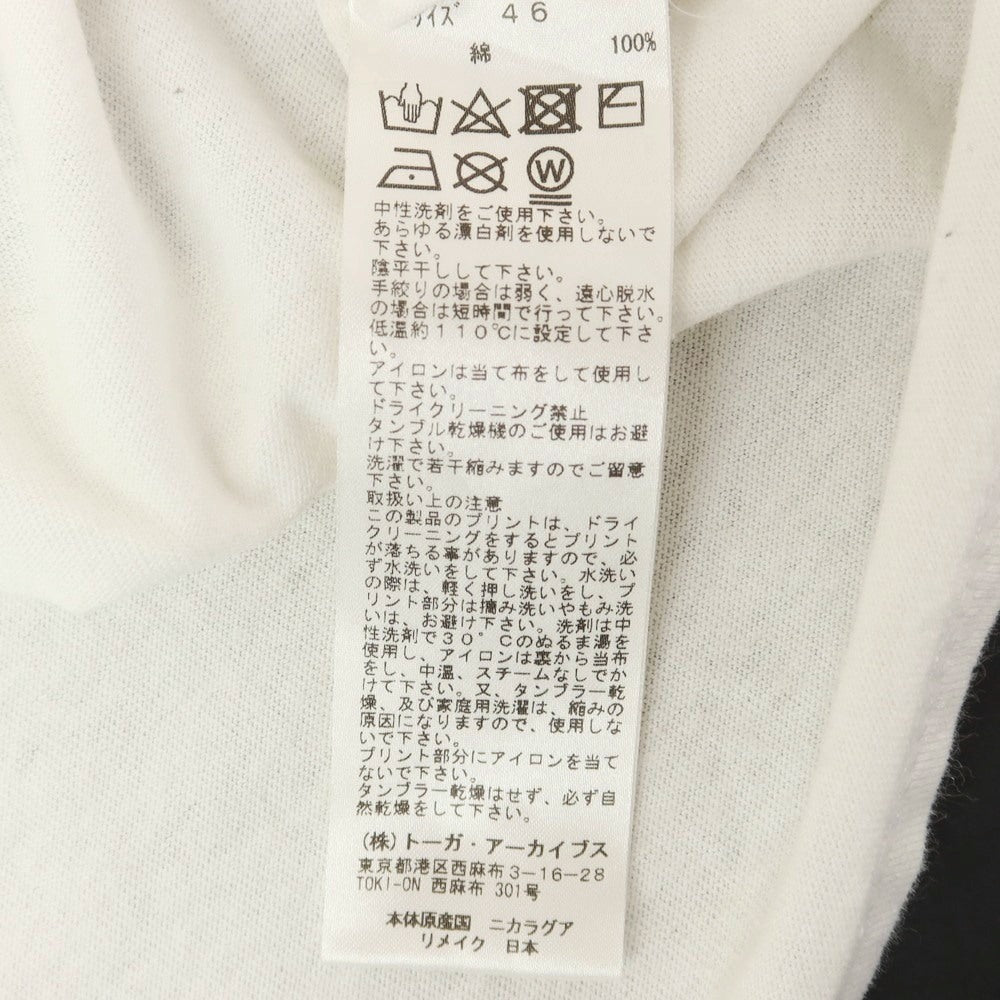 サイズ 46
綿 100%
W
中性洗剤をご使用下さい。
あらゆる漂白剤を使用しないで
下さい。
陰平干しして下さい。
手絞りの場合は弱く、遠心脱水
の場合は短時間で行って下さい。
低温約110℃に設定して下さ
い。
アイロンは当て布をして使用し
て下さい。
ドライクリーニング禁止
タンブル乾燥機のご使用はお避
け下さい。
洗濯で若干縮みますのでご留意
下さい。
取扱い上の注意
この製品のプリントは、ドライ
クリーニングをするとプリント
が落ちる事がありますので、必
ず水洗いをして下さい。水洗い
の際は、軽く押し洗いをし、プ
リント部分は摘み洗いやもみ洗
いは、お避け下さい。洗剤は中
性洗剤で30°Cのぬるま湯を
使用し、アイロンは裏から当布
をし、中温、スチームなしでか
けて下さい。又、タンブラー乾
燥、及び家庭用洗濯は、縮みの
原因になりますので、使用しな
いで下さい。
プリント部分にアイロンを当て
ないで下さい。
タンブラー乾燥はせず、必ず自
然乾燥をして下さい。
(株)トーガ・アーカイブス
東京都港区西麻布3-16-28
TOKI-ON 西麻布 301号
本体原産国 ニカラグア
リメイク 日本